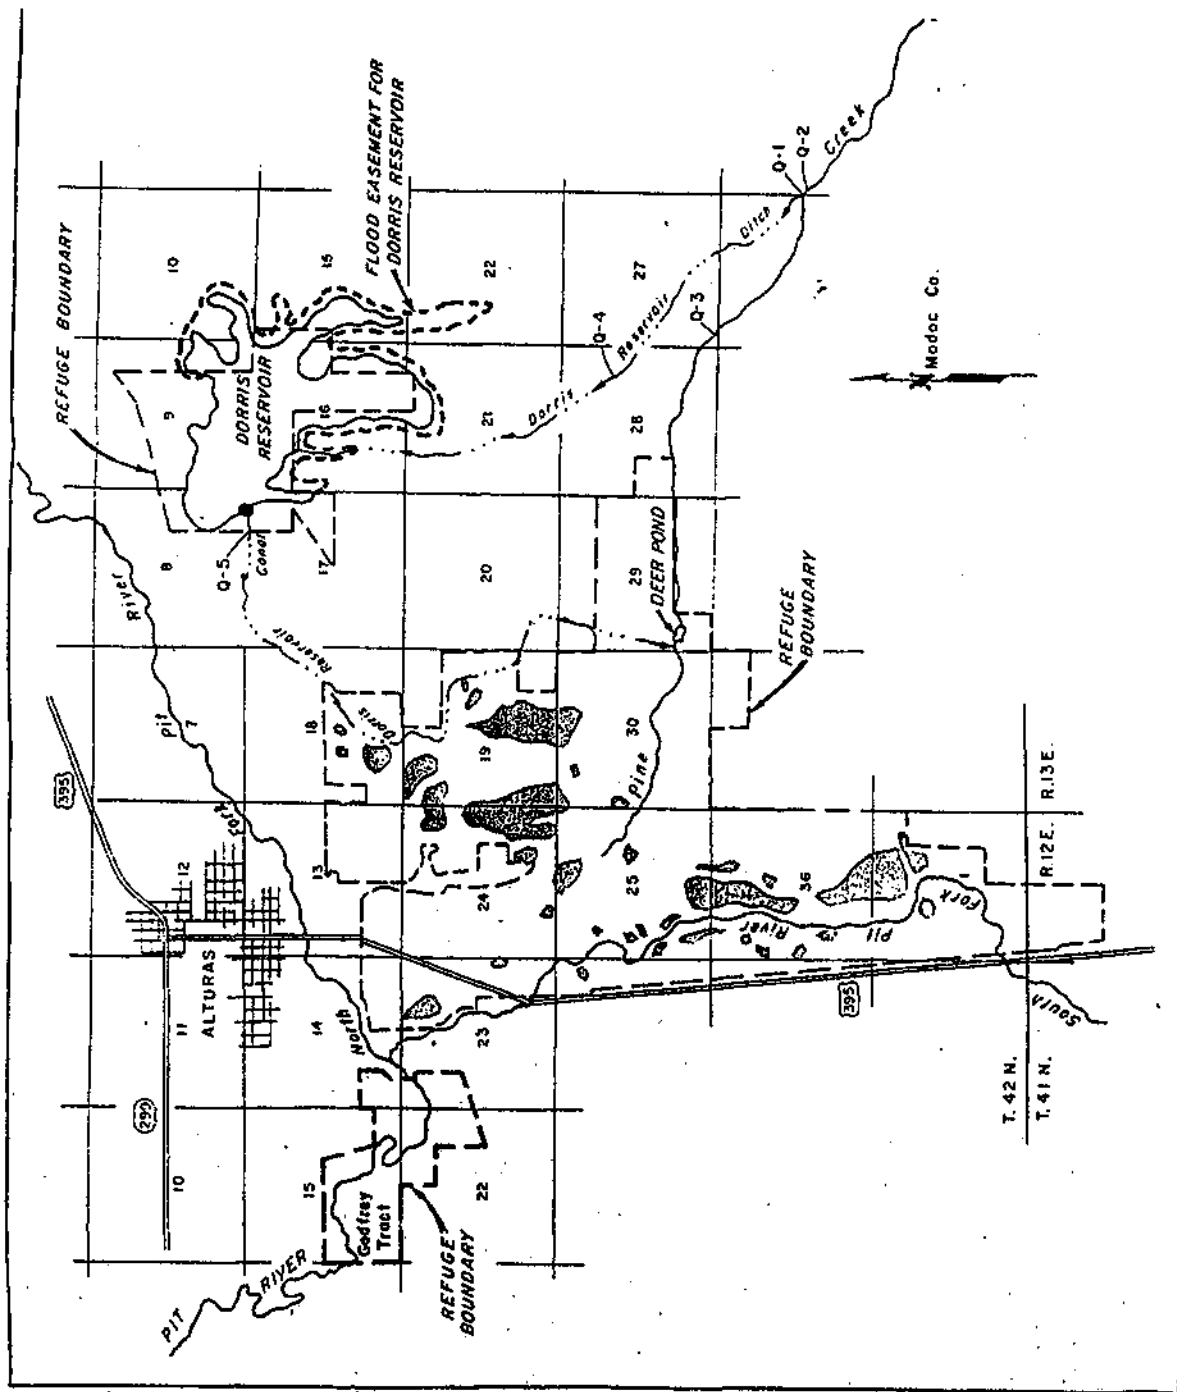 REFUGE BOUNDARY
10
9
DORRIS
RESERVOIR
15
16
FLOOD EASEMENT FOR
DORRIS RESERVOIR
22
21
27
28
Dorris
Reservoir
Ditch
Q-1
Q-2
Q-3
Q-4
Creek
Modoc Co.
N
River
8
Q-5
Canal
17
20
29
DEER POND
REFUGE
BOUNDARY
Reservoir
Dorris
395
Pit
7
18
19
30
Pine
Fork
12
13
24
25
36
R.12E.
R.13E.
ALTURAS
11
14
North
23
River
Pit
Fork
South
395
T. 42 N.
T. 41 N.
299
10
15
22
Godfrey
Tract
REFUGE
BOUNDARY
PIT
RIVER